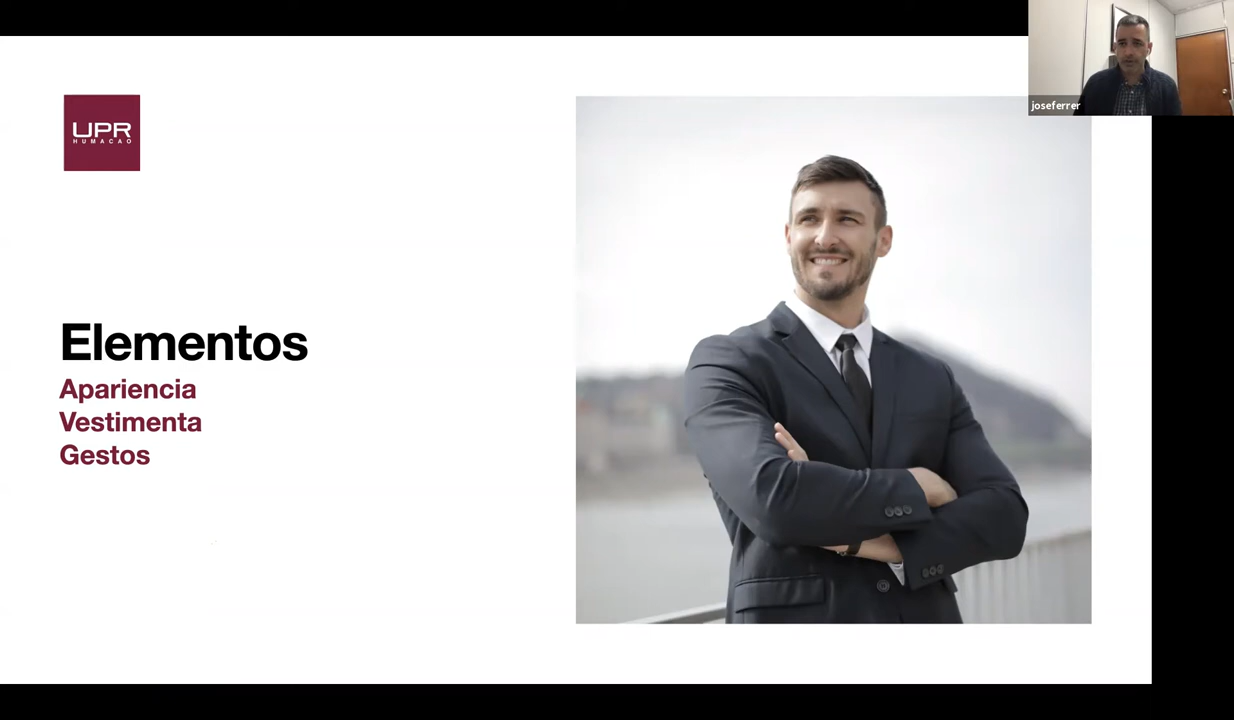 UPR
HUMACAO
Elementos
Apariencia
Vestimenta
Gestos
joseferrer